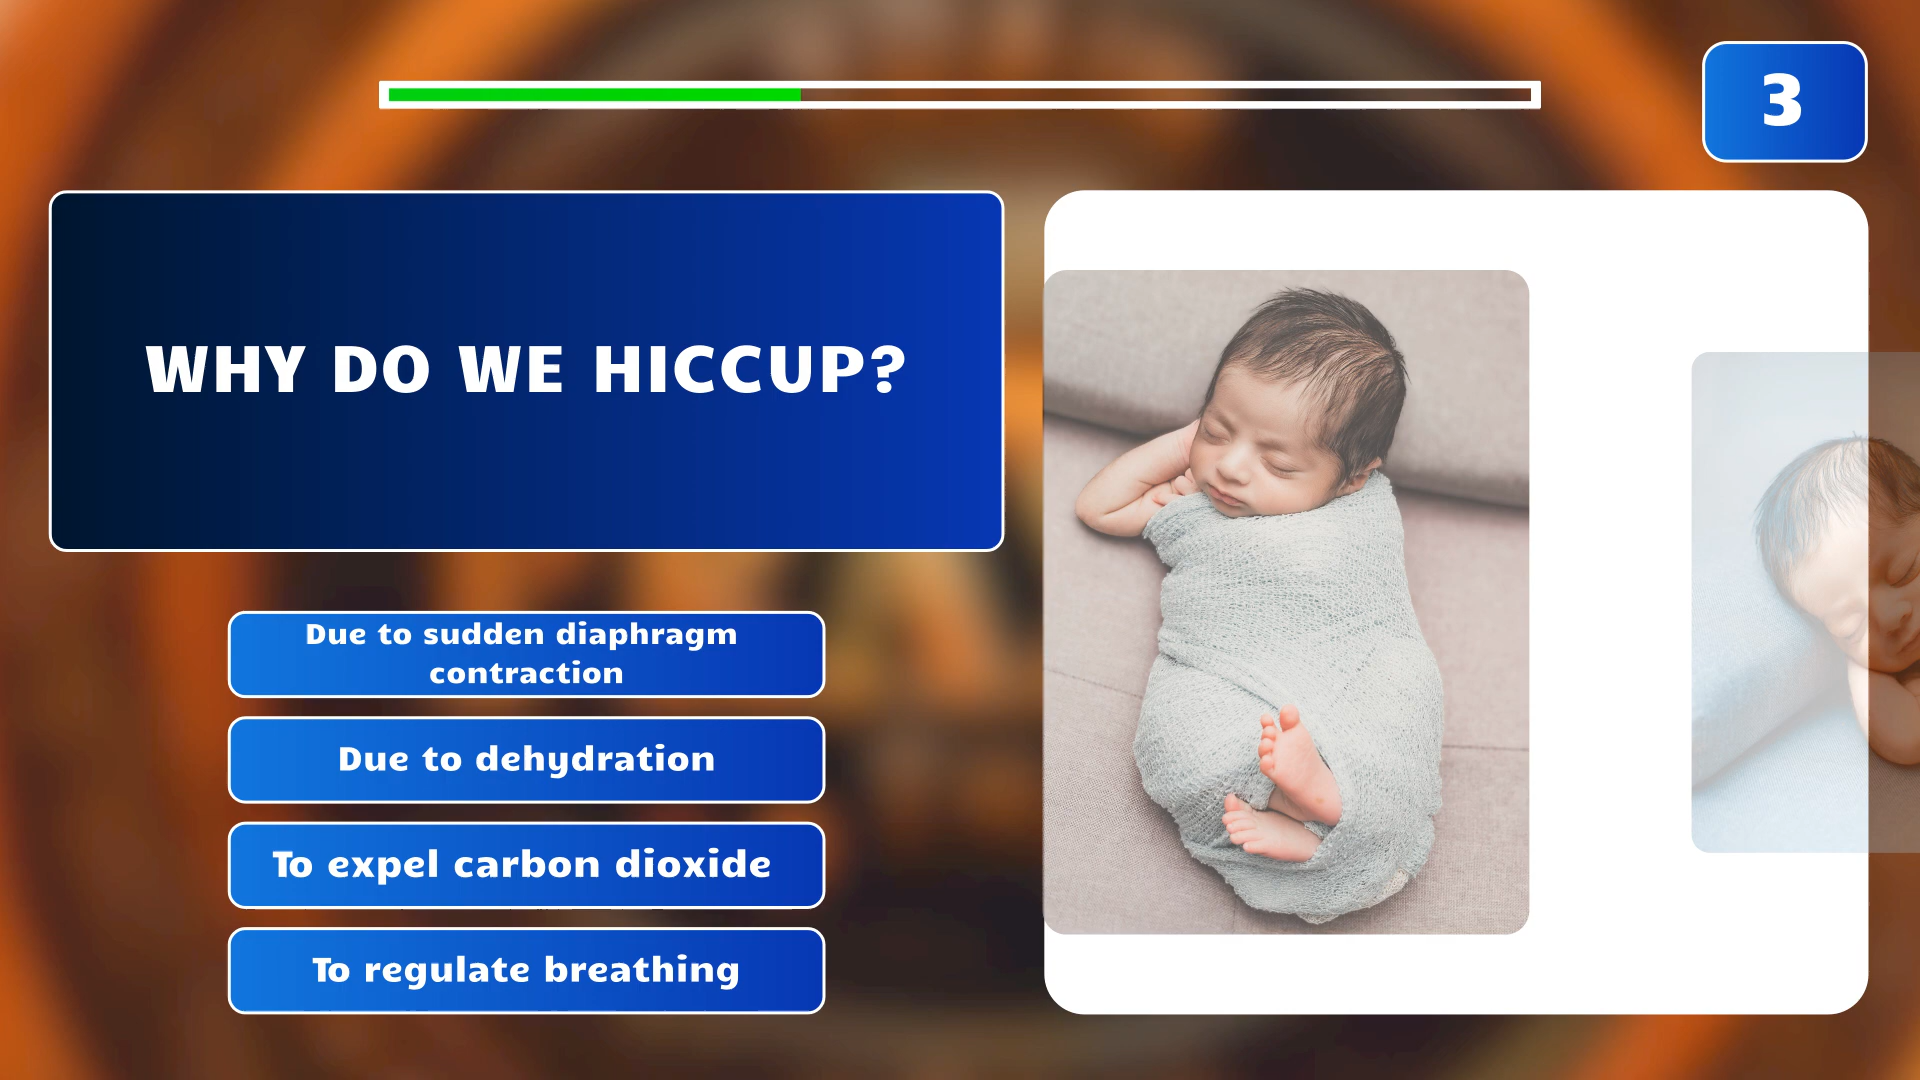 3
WHY DO WE HICCUP?
Due to sudden diaphragm
contraction
Due to dehydration
To expel carbon dioxide
To regulate breathing